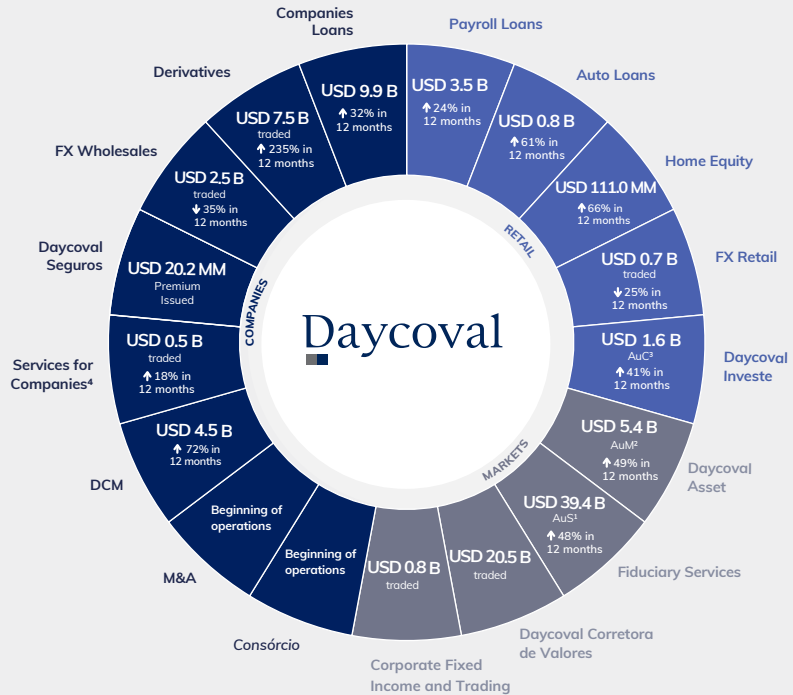 Companies
Loans
USD 9.9 B
↑ 32% in
12 months
Payroll Loans
USD 3.5 B
↑ 24% in
12 months
Auto Loans
USD 0.8 B
↑ 61% in
12 months
Home Equity
USD 111.0 MM
↑ 66% in
12 months
FX Retail
USD 0.7 B
traded
↓ 25% in
12 months
Daycoval
Investe
USD 1.6 B
AuC³
↑ 41% in
12 months
Daycoval
Asset
USD 5.4 B
AuM²
↑ 49% in
12 months
Fiduciary Services
USD 39.4 B
AuS¹
↑ 48% in
12 months
Daycoval Corretora
de Valores
USD 20.5 B
traded
Corporate Fixed
Income and Trading
USD 0.8 B
traded
Consórcio
Beginning of
operations
M&A
Beginning of
operations
DCM
USD 4.5 B
↑ 72% in
12 months
Services for
Companies⁴
USD 0.5 B
traded
↑ 18% in
12 months
Daycoval
Seguros
USD 20.2 MM
Premium
Issued
FX Wholesales
USD 2.5 B
traded
↓ 35% in
12 months
Derivatives
USD 7.5 B
traded
↑ 235% in
12 months
COMPANIES
RETAIL
MARKETS
Daycoval